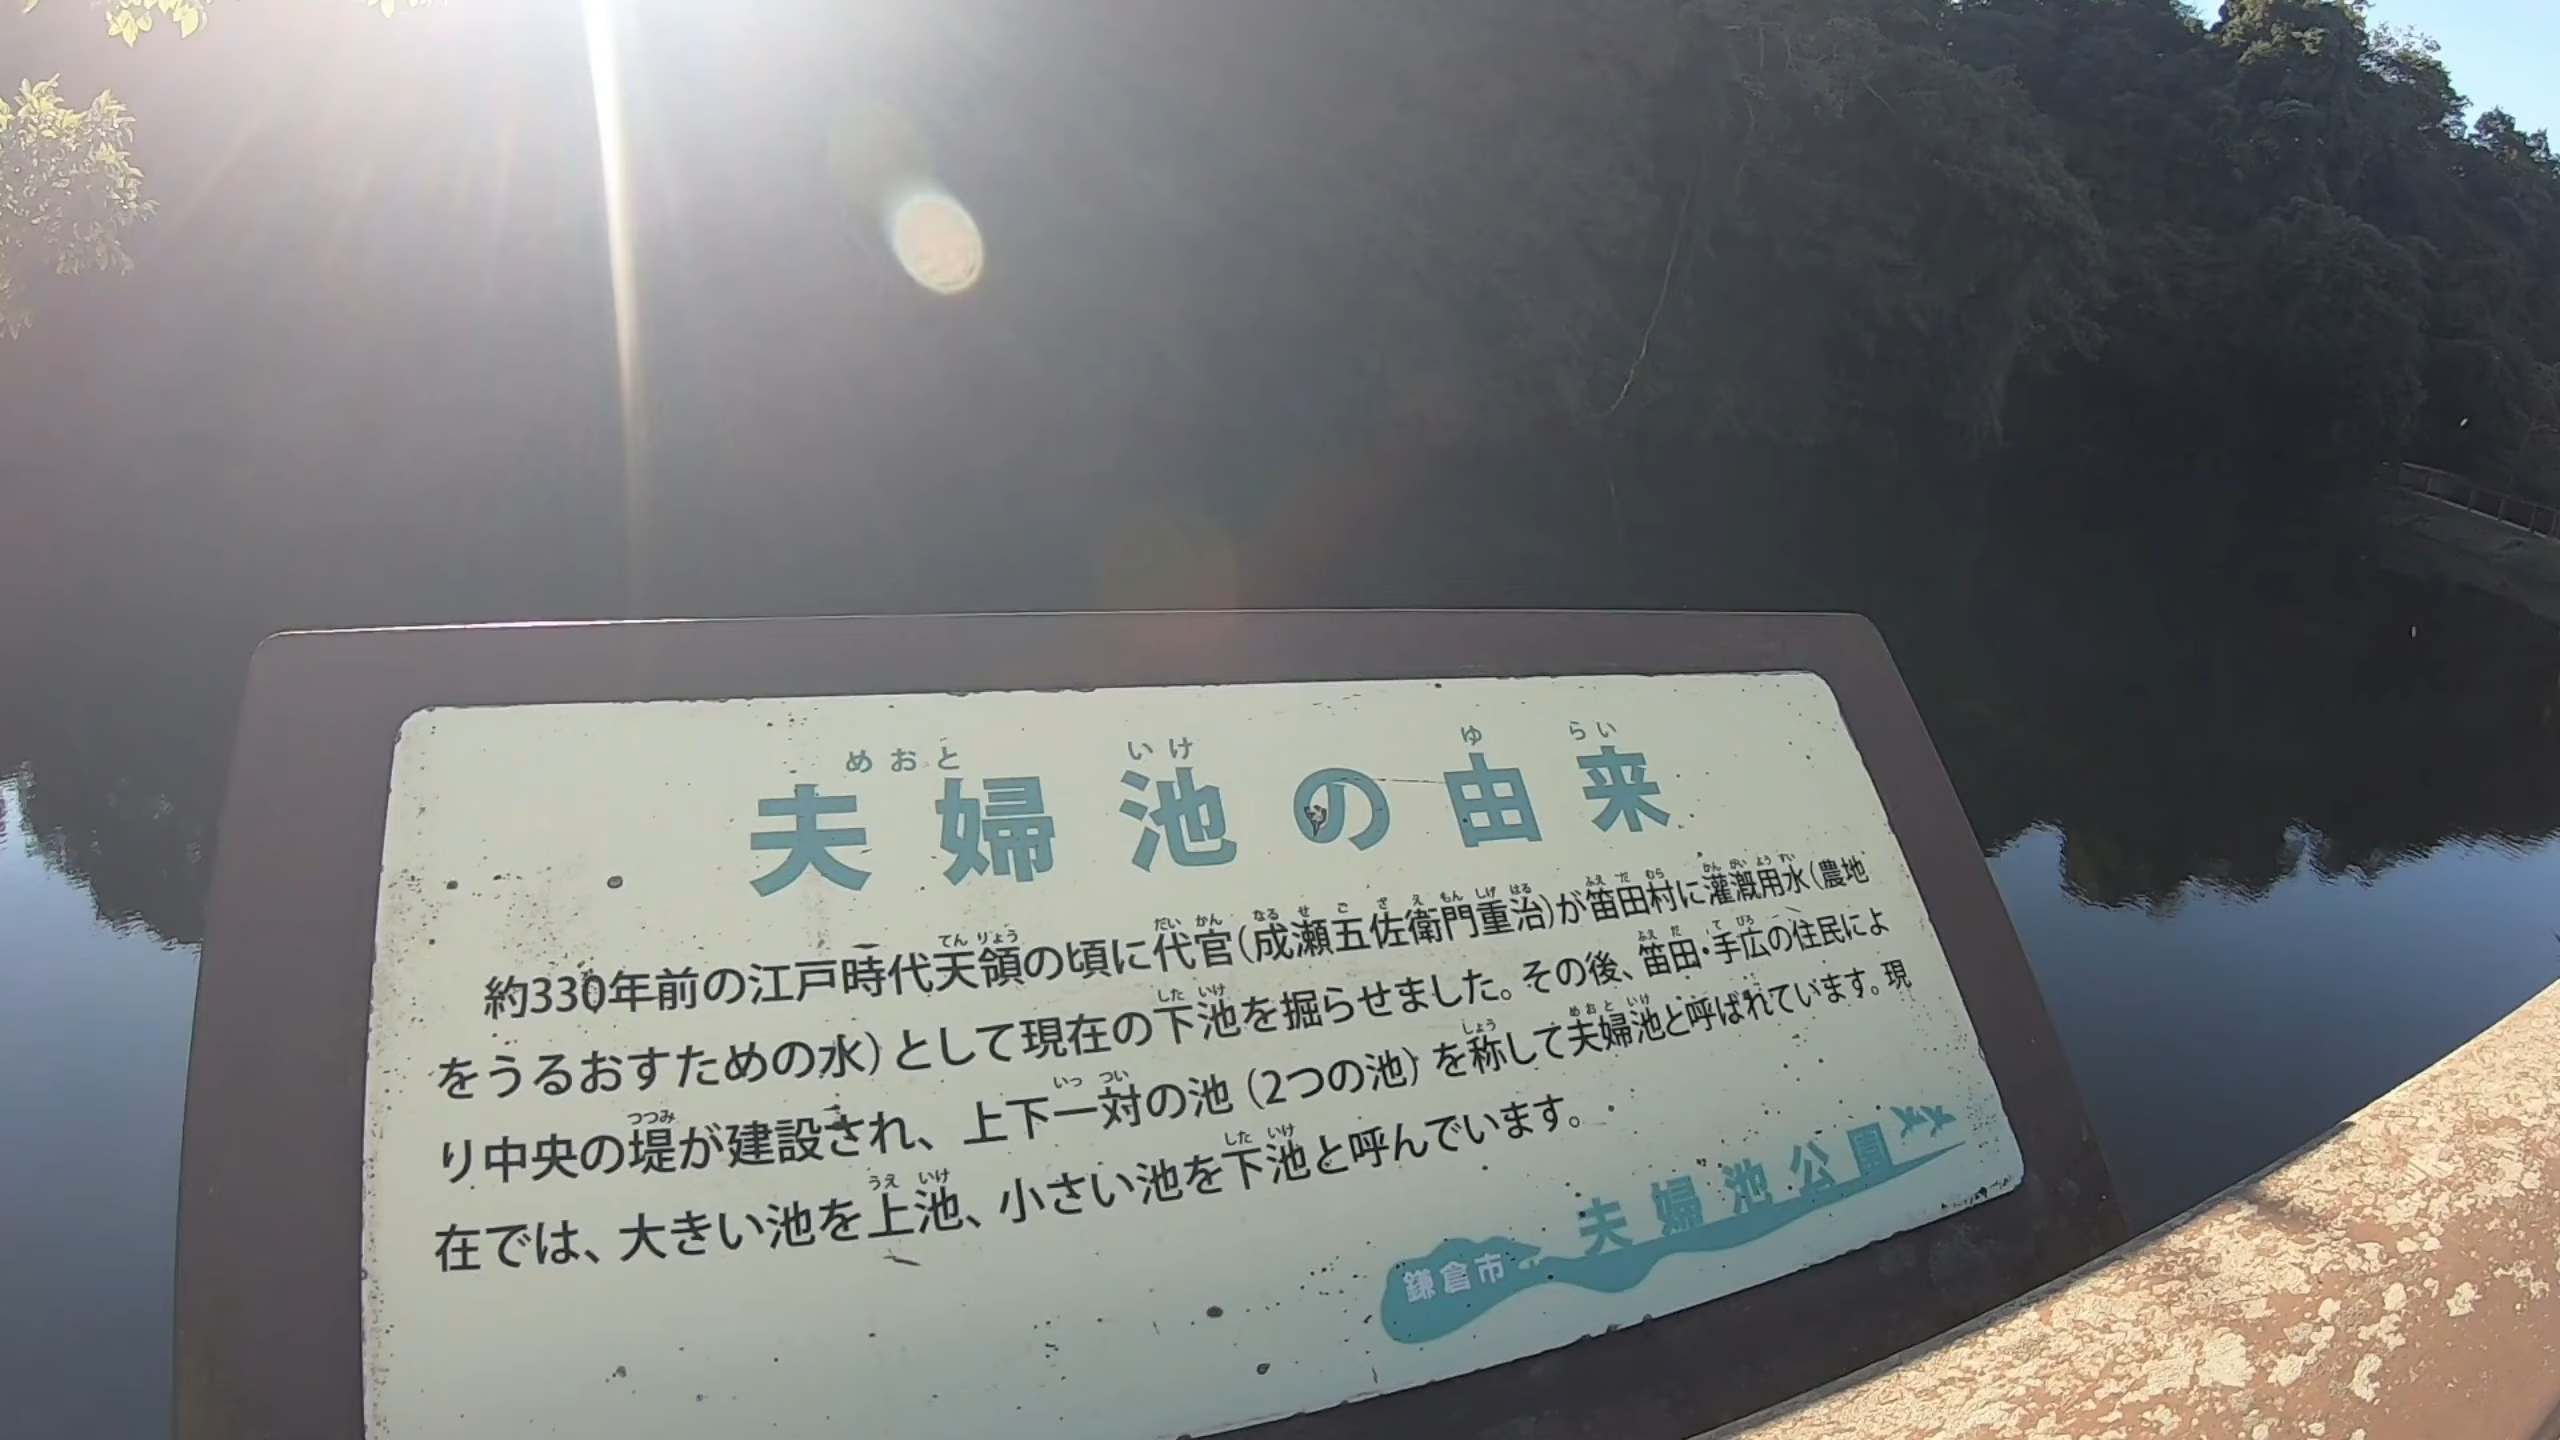 めおと いけ ゆ らい
夫婦池の由来
てん りょう だい かん なる せ ご ざ え もん しげ はる ふえ だ むら かん がい よう すい
約330年前の江戸時代天領の頃に代官(成瀬五佐衛門重治)が笛田村に灌漑用水(農地
した いけ ふえ だ て びろ
をうるおすための水)として現在の下池を掘らせました。その後、笛田・手広の住民によ
つつみ いっ つい しょう めおと いけ
り中央の堤が建設され、上下一対の池(2つの池)を称して夫婦池と呼ばれています。現
うえ いけ した いけ
在では、大きい池を上池、小さい池を下池と呼んでいます。
鎌倉市 夫婦池公園